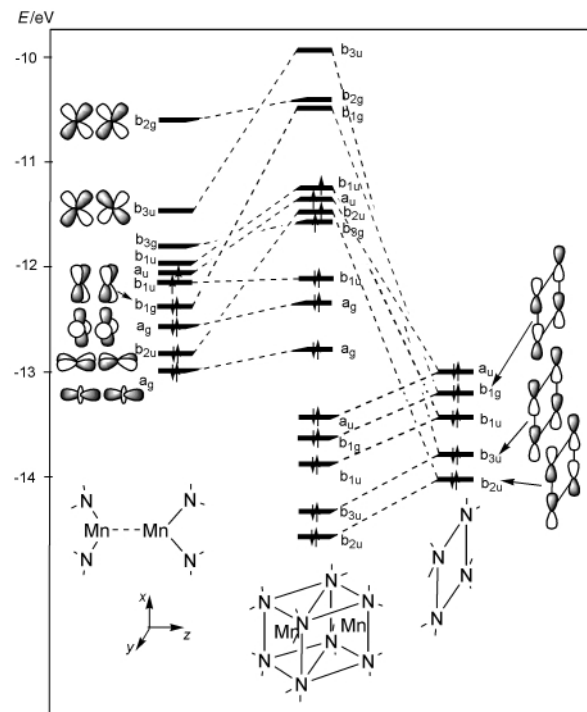 E/eV
-10
-11
-12
-13
-14
b2g
b3u
b3g
b1u
au
b1u
b1g
ag
b2u
ag
b3u
b2g
b1g
b1u
au
b2u
b3g
b1u
ag
ag
au
b1g
b1u
b3u
b2u
au
b1g
b1u
b3u
b2u
N N
Mn Mn
N N
x
y z
N N
N N
Mn Mn
N N
N N
N
N
N
N